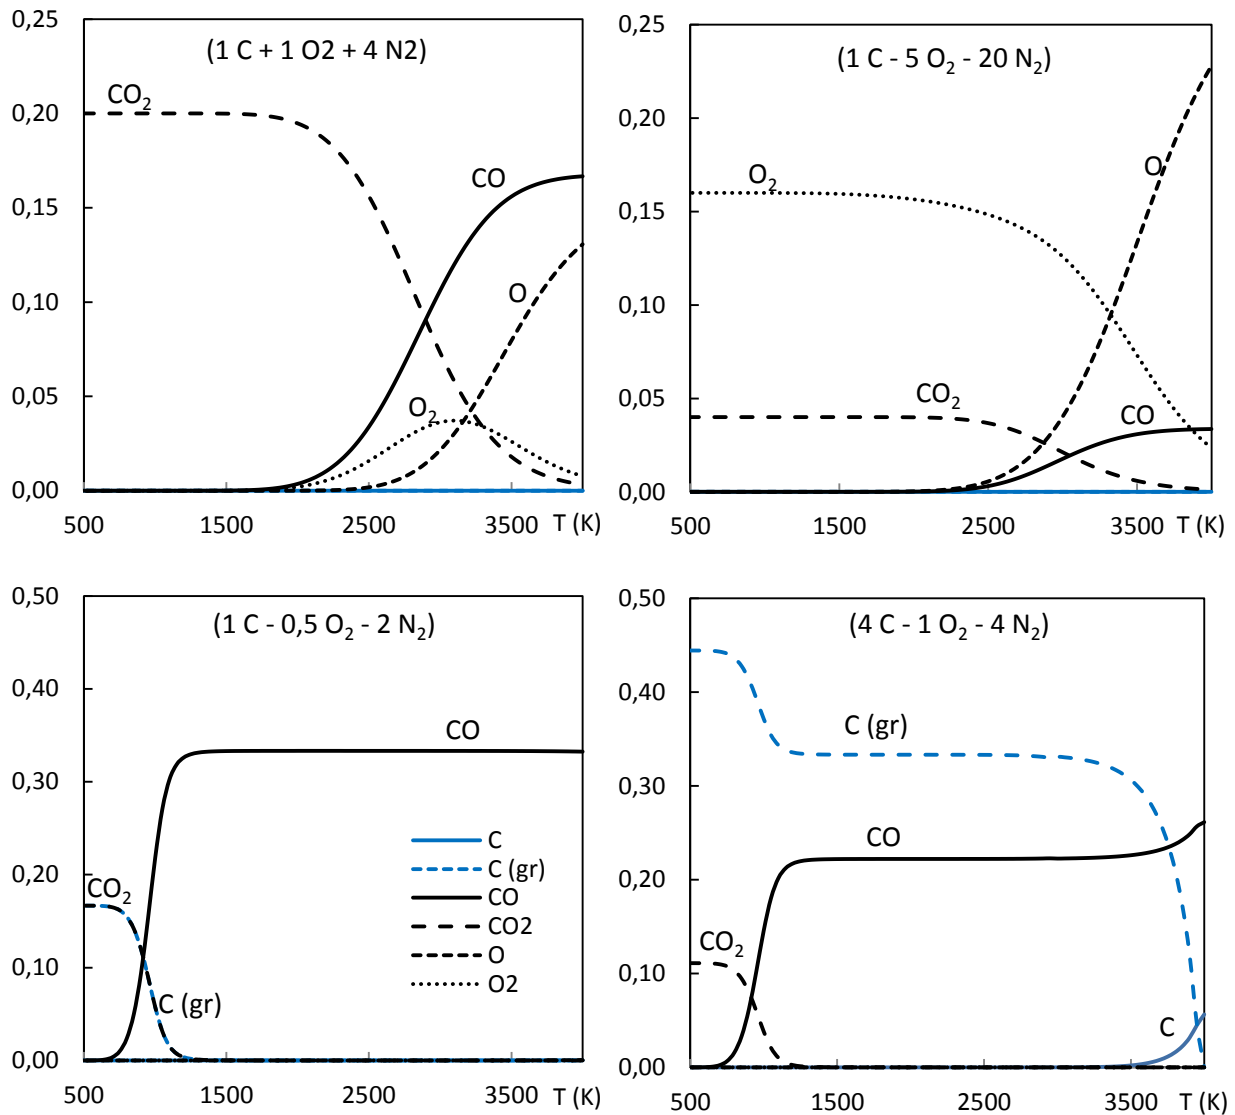 (1 C + 1 O2 + 4 N2)
0,25
0,20
0,15
0,10
0,05
0,00
CO₂
CO
O
O₂
500 1500 2500 3500 T (K)
(1 C - 5 O₂ - 20 N₂)
0,25
0,20
0,15
0,10
0,05
0,00
O₂
O
CO₂
CO
500 1500 2500 3500 T (K)
(1 C - 0,5 O₂ - 2 N₂)
0,50
0,40
0,30
0,20
0,10
0,00
CO
CO₂
C (gr)
C
C (gr)
CO
CO2
O
O2
500 1500 2500 3500 T (K)
(4 C - 1 O₂ - 4 N₂)
0,50
0,40
0,30
0,20
0,10
0,00
C (gr)
CO
CO₂
C
500 1500 2500 3500 T (K)